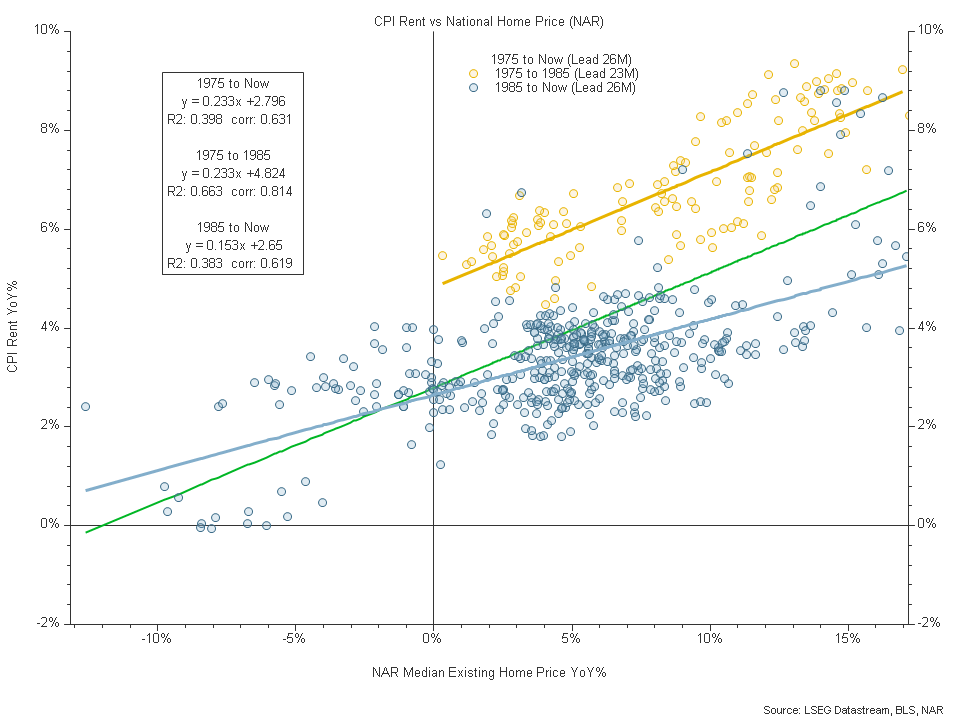 CPI Rent vs National Home Price (NAR)
1975 to Now (Lead 26M)
1975 to 1985 (Lead 23M)
1985 to Now (Lead 26M)
1975 to Now
y = 0.233x +2.796
R2: 0.398 corr: 0.631
1975 to 1985
y = 0.233x +4.824
R2: 0.663 corr: 0.814
1985 to Now
y = 0.153x +2.65
R2: 0.383 corr: 0.619
10% 10%
8% 8%
6% 6%
4% 4%
2% 2%
0% 0%
-2% -2%
CPI Rent YoY%
-10% -5% 0% 5% 10% 15%
NAR Median Existing Home Price YoY%
Source: LSEG Datastream, BLS, NAR